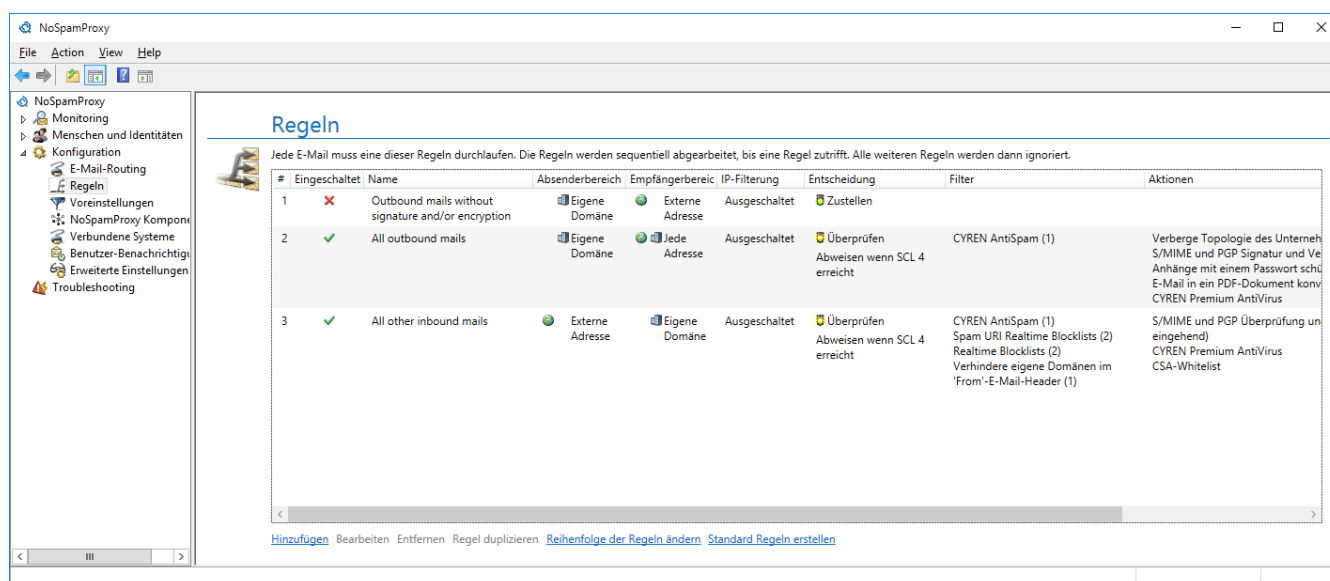 NoSpamProxy
File Action View Help
NoSpamProxy
Monitoring
Menschen und Identitäten
Konfiguration
E-Mail-Routing
Regeln
Voreinstellungen
NoSpamProxy Kompone
Verbundene Systeme
Benutzer-Benachrichtig
Erweiterte Einstellungen
Troubleshooting
Regeln
Jede E-Mail muss eine dieser Regeln durchlaufen. Die Regeln werden sequentiell abgearbeitet, bis eine Regel zutrifft. Alle weiteren Regeln werden dann ignoriert.
# Eingeschaltet Name Absenderbereich Empfängerbereic IP-Filterung Entscheidung Filter Aktionen
1 Outbound mails without Eigene Externe Ausgeschaltet Zustellen
signature and/or encryption Domäne Adresse
2 All outbound mails Eigene Jede Ausgeschaltet Überprüfen CYREN AntiSpam (1) Verberge Topologie des Unterneh
Domäne Adresse Abweisen wenn SCL 4 S/MIME und PGP Signatur und Ve
erreicht Anhänge mit einem Passwort schü
E-Mail in ein PDF-Dokument konv
CYREN Premium AntiVirus
3 All other inbound mails Externe Eigene Ausgeschaltet Überprüfen CYREN AntiSpam (1) S/MIME und PGP Überprüfung un
Adresse Domäne Abweisen wenn SCL 4 Spam URI Realtime Blocklists (2) eingehend)
erreicht Realtime Blocklists (2) CYREN Premium AntiVirus
Verhindere eigene Domänen im CSA-Whitelist
'From'-E-Mail-Header (1)
Hinzufügen Bearbeiten Entfernen Regel duplizieren Reihenfolge der Regeln ändern Standard Regeln erstellen